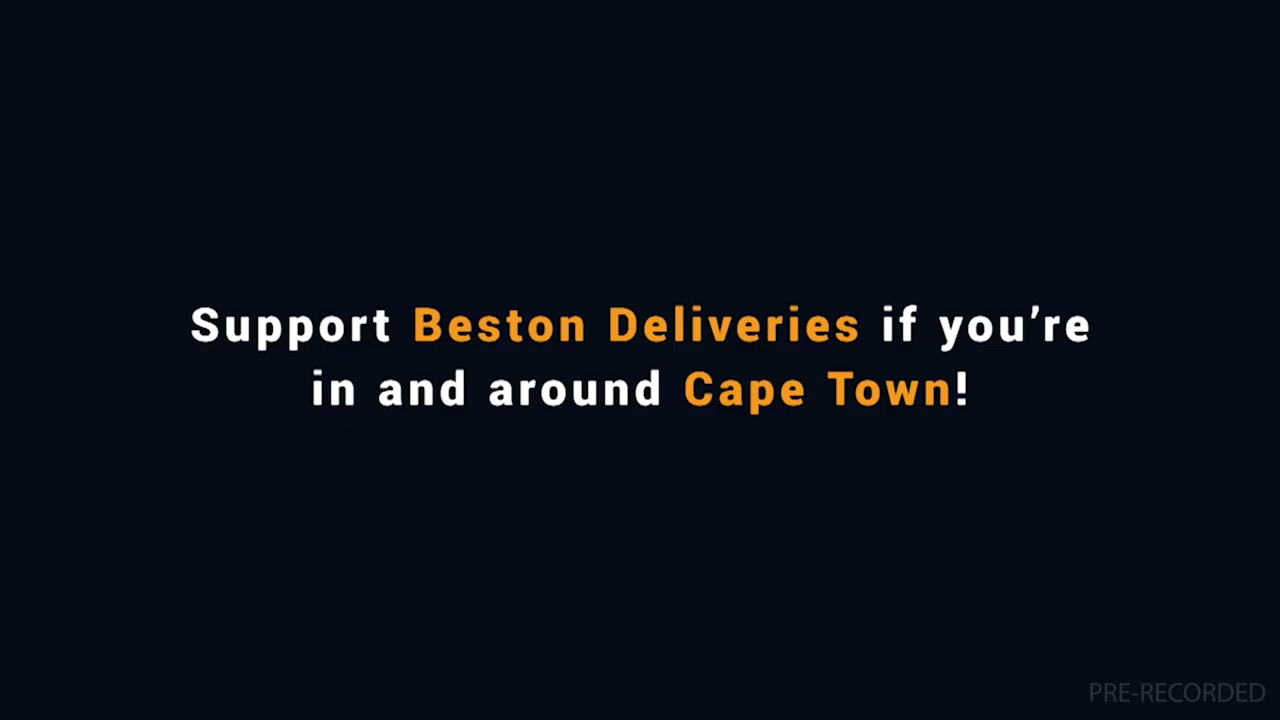 Support Beston Deliveries if you’re
in and around Cape Town!
PRE-RECORDED